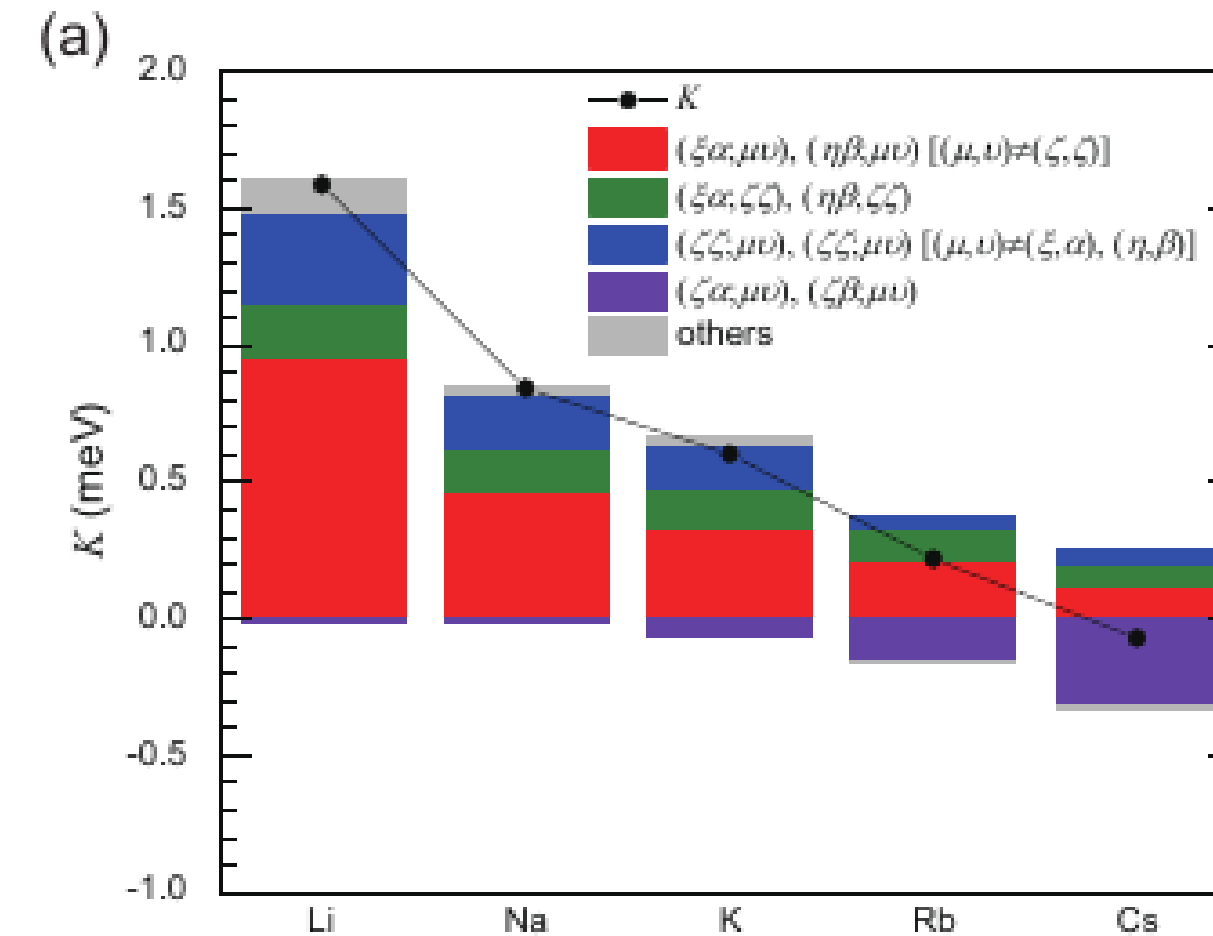 (a)
2.0
1.5
1.0
0.5
0.0
-0.5
-1.0
K (meV)
K
(ξα;μυ), (ηβ;μυ) [(μ,υ)≠(ζ,ζ)]
(ξα;ζζ), (ηβ;ζζ)
(ζζ;μυ), (ζζ;μυ) [(μ,υ)≠(ξ,α), (η,β)]
(ζα;μυ), (ζβ;μυ)
others
Li Na K Rb Cs